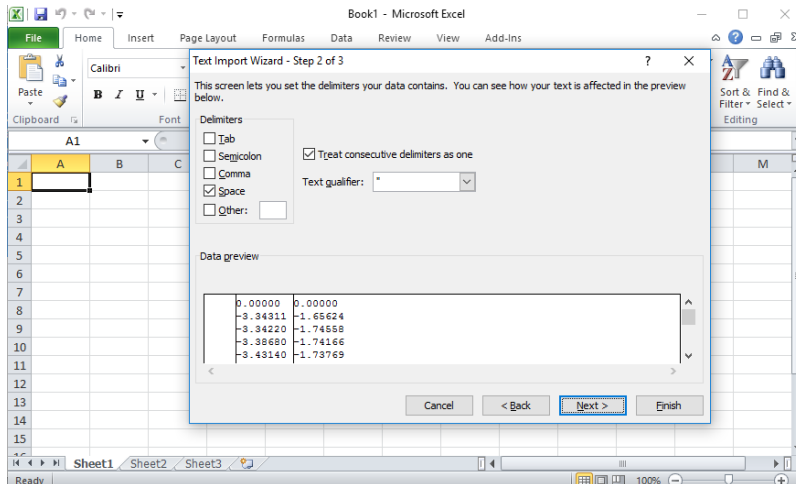 Book1 - Microsoft Excel
File Home Insert Page Layout Formulas Data Review View Add-Ins
Paste
Clipboard
Calibri
B I U
Font
Sort & Find &
Filter Select
Editing
A1
A B C M
1
2
3
4
5
6
7
8
9
10
11
12
13
14
15
Text Import Wizard - Step 2 of 3 ?
This screen lets you set the delimiters your data contains. You can see how your text is affected in the preview
below.
Delimiters
Tab
Semicolon
Comma
Space
Other:
Treat consecutive delimiters as one
Text qualifier: "
Data preview
0.00000 0.00000
-3.34311 -1.65624
-3.34220 -1.74558
-3.38680 -1.74166
-3.43140 -1.73769
Cancel < Back Next > Finish
Sheet1 Sheet2 Sheet3
Ready 100%